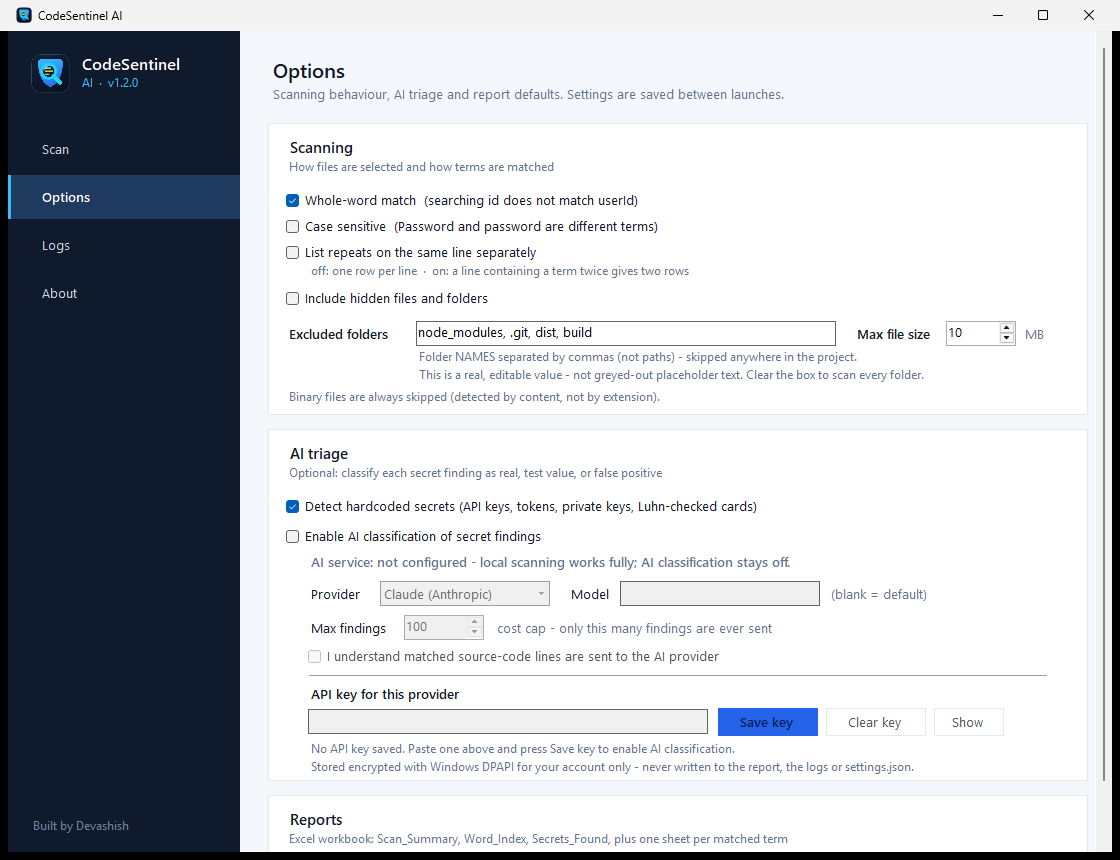 CodeSentinel AI
CodeSentinel
AI · v1.2.0
Scan
Options
Logs
About
Built by Devashish
Options
Scanning behaviour, AI triage and report defaults. Settings are saved between launches.
Scanning
How files are selected and how terms are matched
Whole-word match (searching id does not match userId)
Case sensitive (Password and password are different terms)
List repeats on the same line separately
off: one row per line · on: a line containing a term twice gives two rows
Include hidden files and folders
Excluded folders node_modules, .git, dist, build Max file size 10 MB
Folder NAMES separated by commas (not paths) - skipped anywhere in the project.
This is a real, editable value - not greyed-out placeholder text. Clear the box to scan every folder.
Binary files are always skipped (detected by content, not by extension).
AI triage
Optional: classify each secret finding as real, test value, or false positive
Detect hardcoded secrets (API keys, tokens, private keys, Luhn-checked cards)
Enable AI classification of secret findings
AI service: not configured - local scanning works fully; AI classification stays off.
Provider Claude (Anthropic) Model (blank = default)
Max findings 100 cost cap - only this many findings are ever sent
I understand matched source-code lines are sent to the AI provider
API key for this provider
Save key Clear key Show
No API key saved. Paste one above and press Save key to enable AI classification.
Stored encrypted with Windows DPAPI for your account only - never written to the report, the logs or settings.json.
Reports
Excel workbook: Scan_Summary, Word_Index, Secrets_Found, plus one sheet per matched term